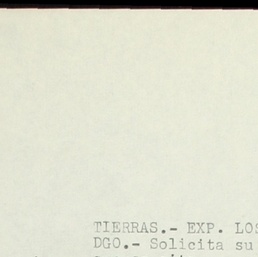 TIERRAS.- EXP. LOS
DGO.- Solicita su